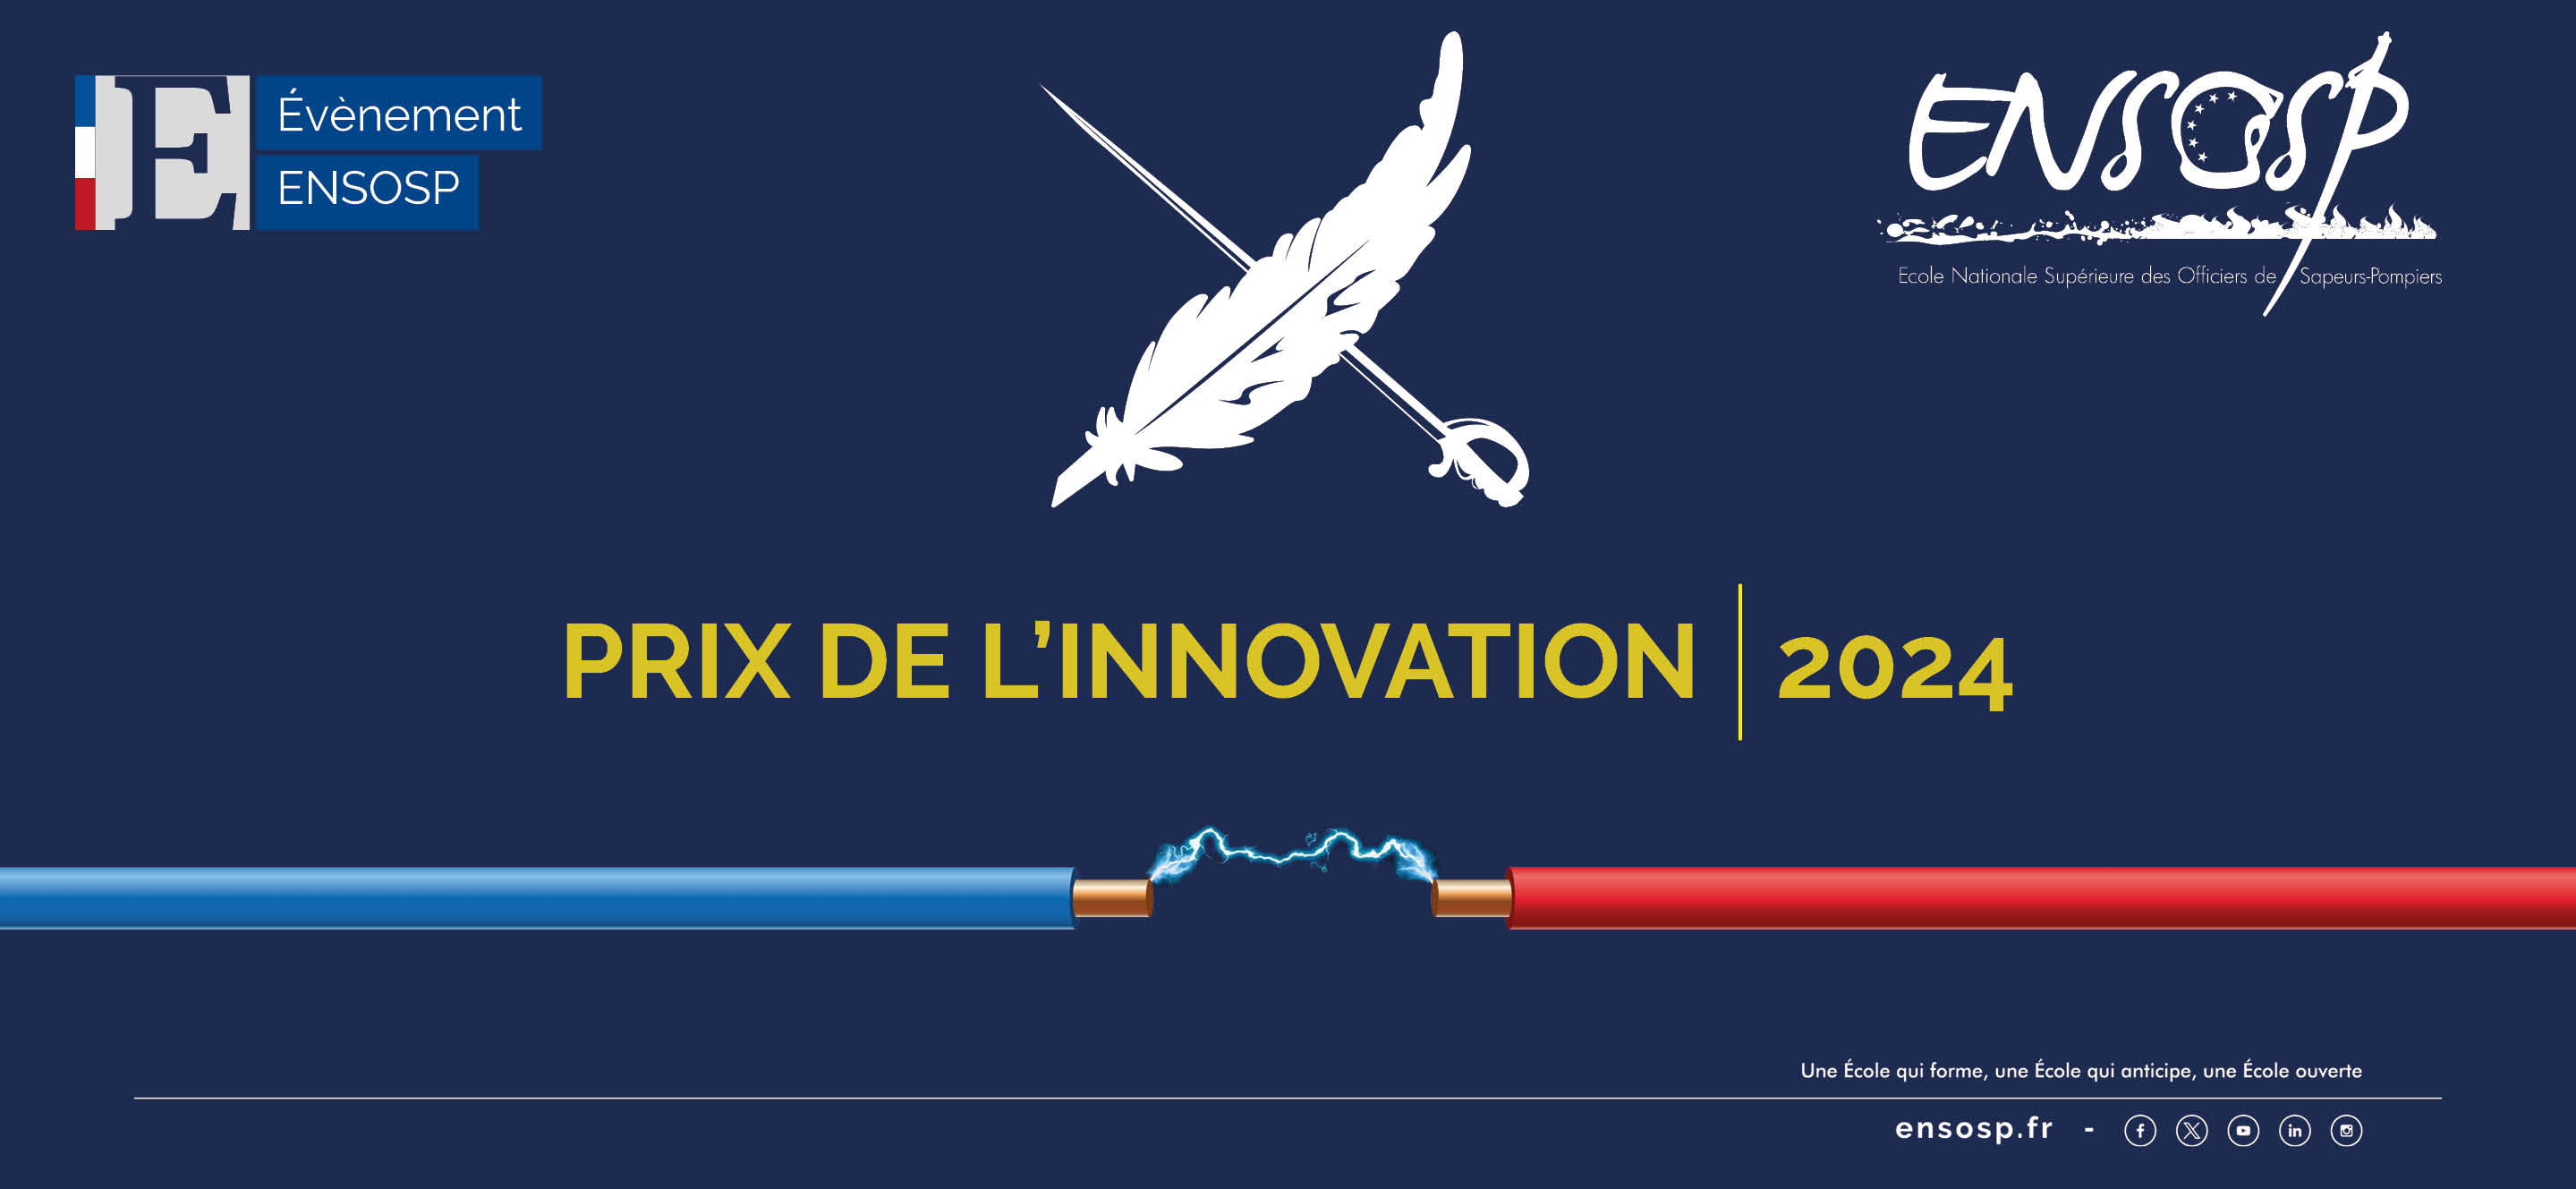 E
Évènement
ENSOSP
ENSOSP
Ecole Nationale Supérieure des Officiers de Sapeurs-Pompiers
PRIX DE L’INNOVATION | 2024
Une École qui forme, une École qui anticipe, une École ouverte
ensosp.fr -